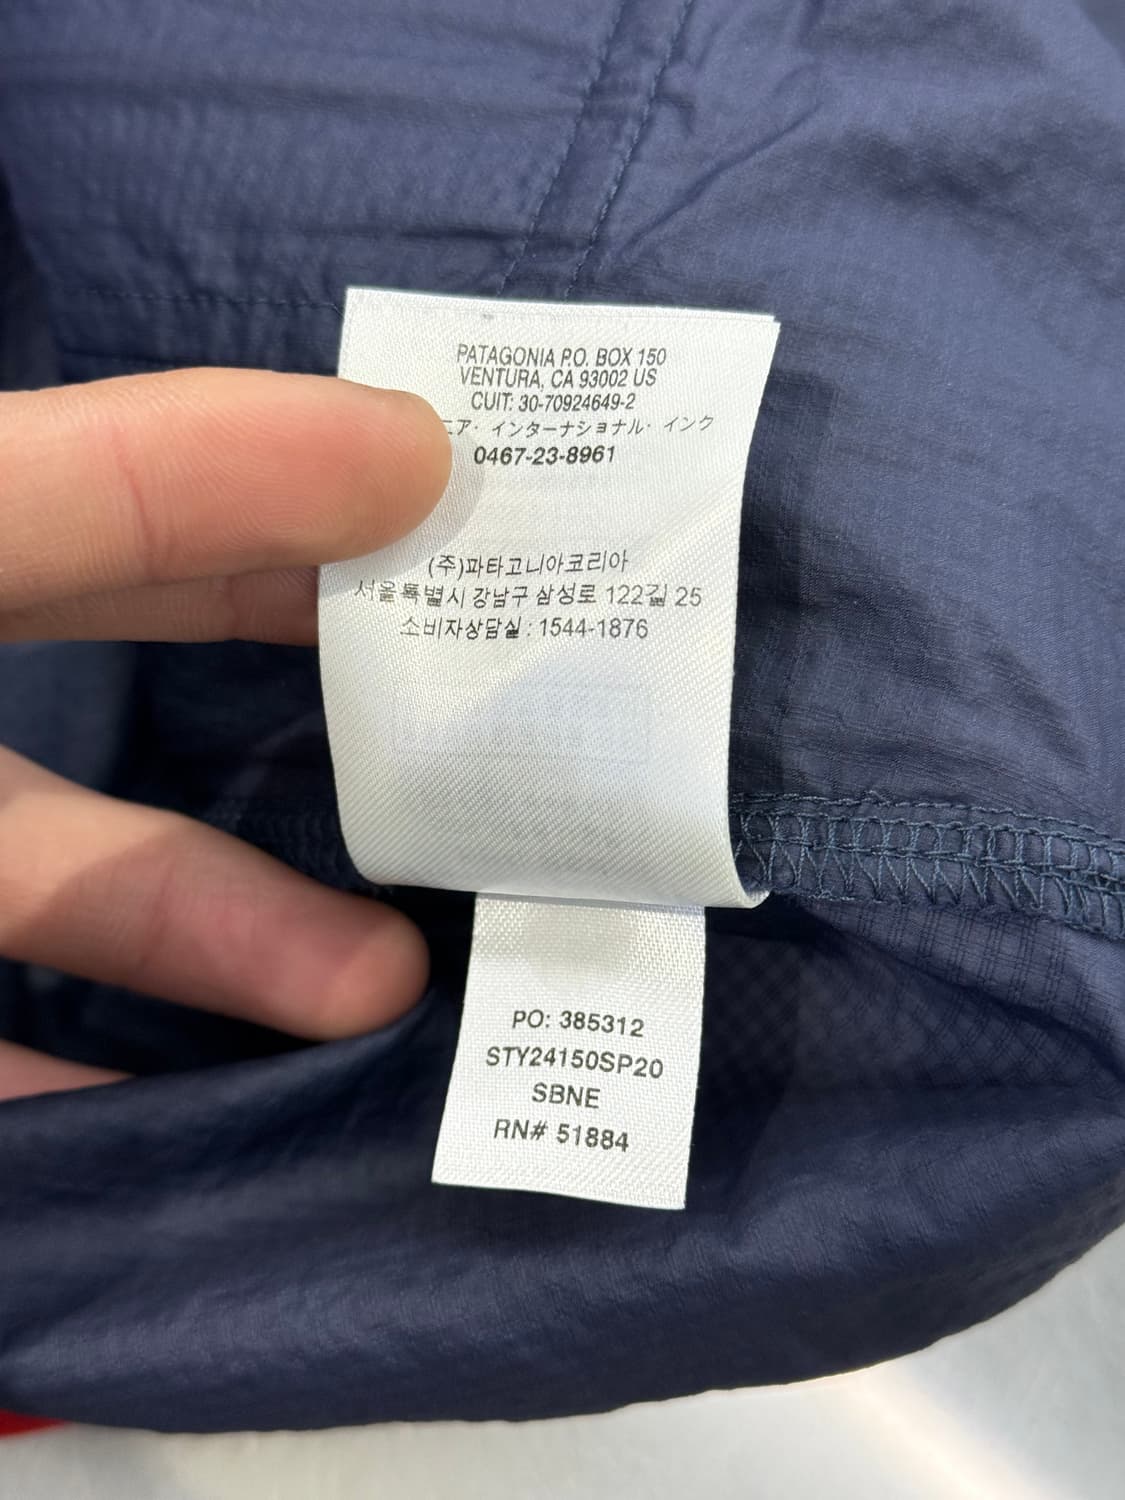 PATAGONIA P.O. BOX 150
VENTURA, CA 93002 US
CUIT: 30-70924649-2
ニア・インターナショナル・インク
0467-23-8961
(주)파타고니아코리아
서울특별시 강남구 삼성로 122길 25
소비자상담실 : 1544-1876
PO: 385312
STY24150SP20
SBNE
RN# 51884